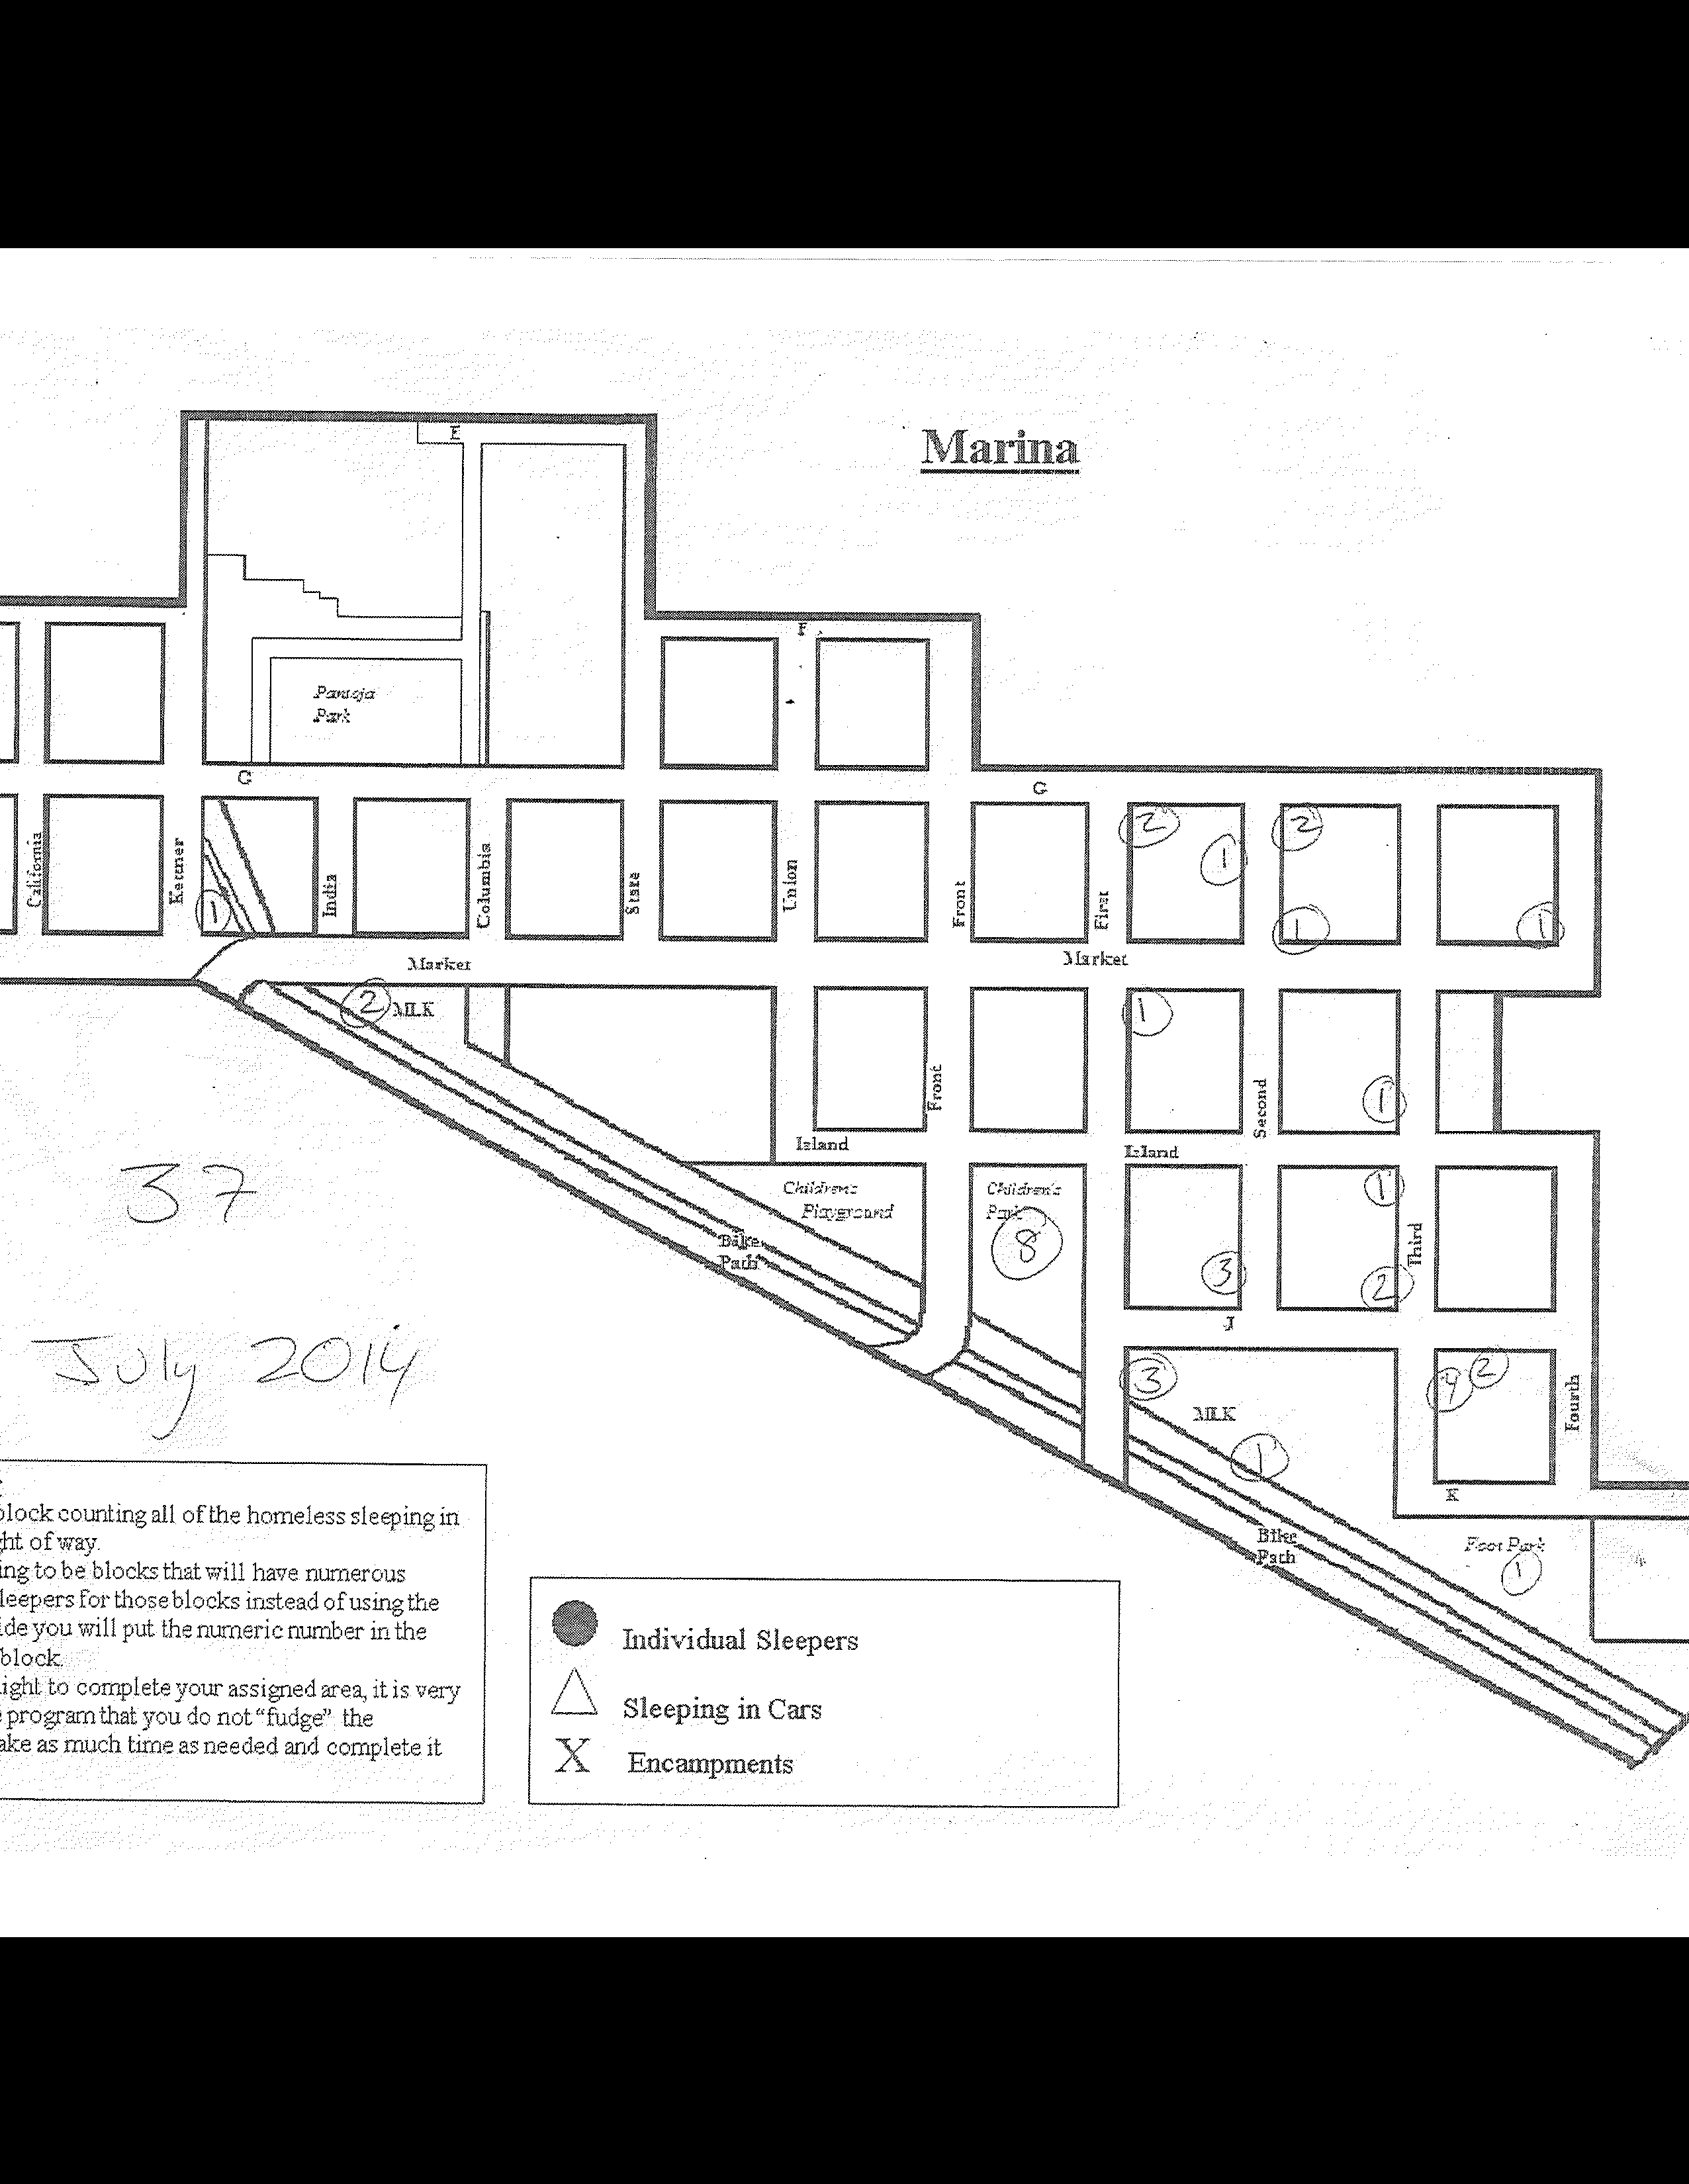 Marina
E
F
Pantoja
Park
G
G
2
1
2
1
1
California
Kettner
1
India
Columbia
State
Union
Front
First
Market
Market
2
MLK
1
1
Front
Second
Island
Island
37
Children's
Playground
Children's
Park
8
1
3
2
Third
Bike
Path
J
July 2014
3
MLK
1
4
2
Fourth
K
Bike
Path
Foot Park
1
block counting all of the homeless sleeping in
ght of way.
ing to be blocks that will have numerous
leepers for those blocks instead of using the
ide you will put the numeric number in the
block.
ight to complete your assigned area, it is very
program that you do not "fudge" the
ake as much time as needed and complete it
Individual Sleepers
Sleeping in Cars
X Encampments